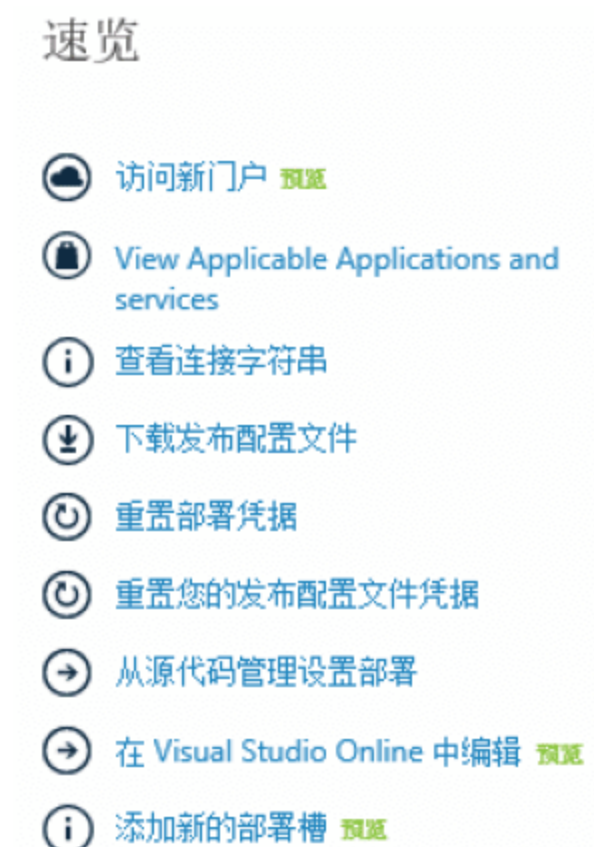 速览
访问新门户 预览
View Applicable Applications and
services
查看连接字符串
下载发布配置文件
重置部署凭据
重置您的发布配置文件凭据
从源代码管理设置部署
在 Visual Studio Online 中编辑 预览
添加新的部署槽 预览